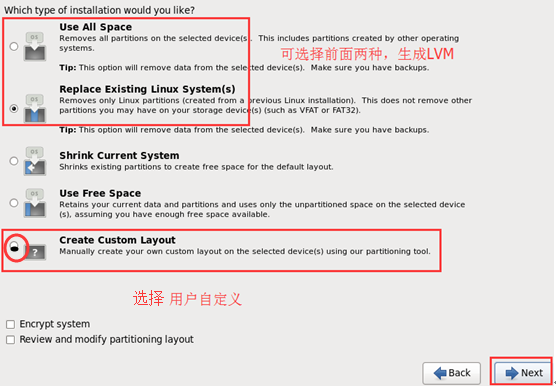 Which type of installation would you like?
Use All Space
Removes all partitions on the selected device(s). This includes partitions created by other operating
systems.
可选择前面两种，生成LVM
Tip: This option will remove data from the selected device(s). Make sure you have backups.
Replace Existing Linux System(s)
Removes only Linux partitions (created from a previous Linux installation). This does not remove other
partitions you may have on your storage device(s) (such as VFAT or FAT32).
Tip: This option will remove data from the selected device(s). Make sure you have backups.
Shrink Current System
Shrinks existing partitions to create free space for the default layout.
Use Free Space
Retains your current data and partitions and uses only the unpartitioned space on the selected device
(s), assuming you have enough free space available.
Create Custom Layout
Manually create your own custom layout on the selected device(s) using our partitioning tool.
选择 用户自定义
Encrypt system
Review and modify partitioning layout
Back Next